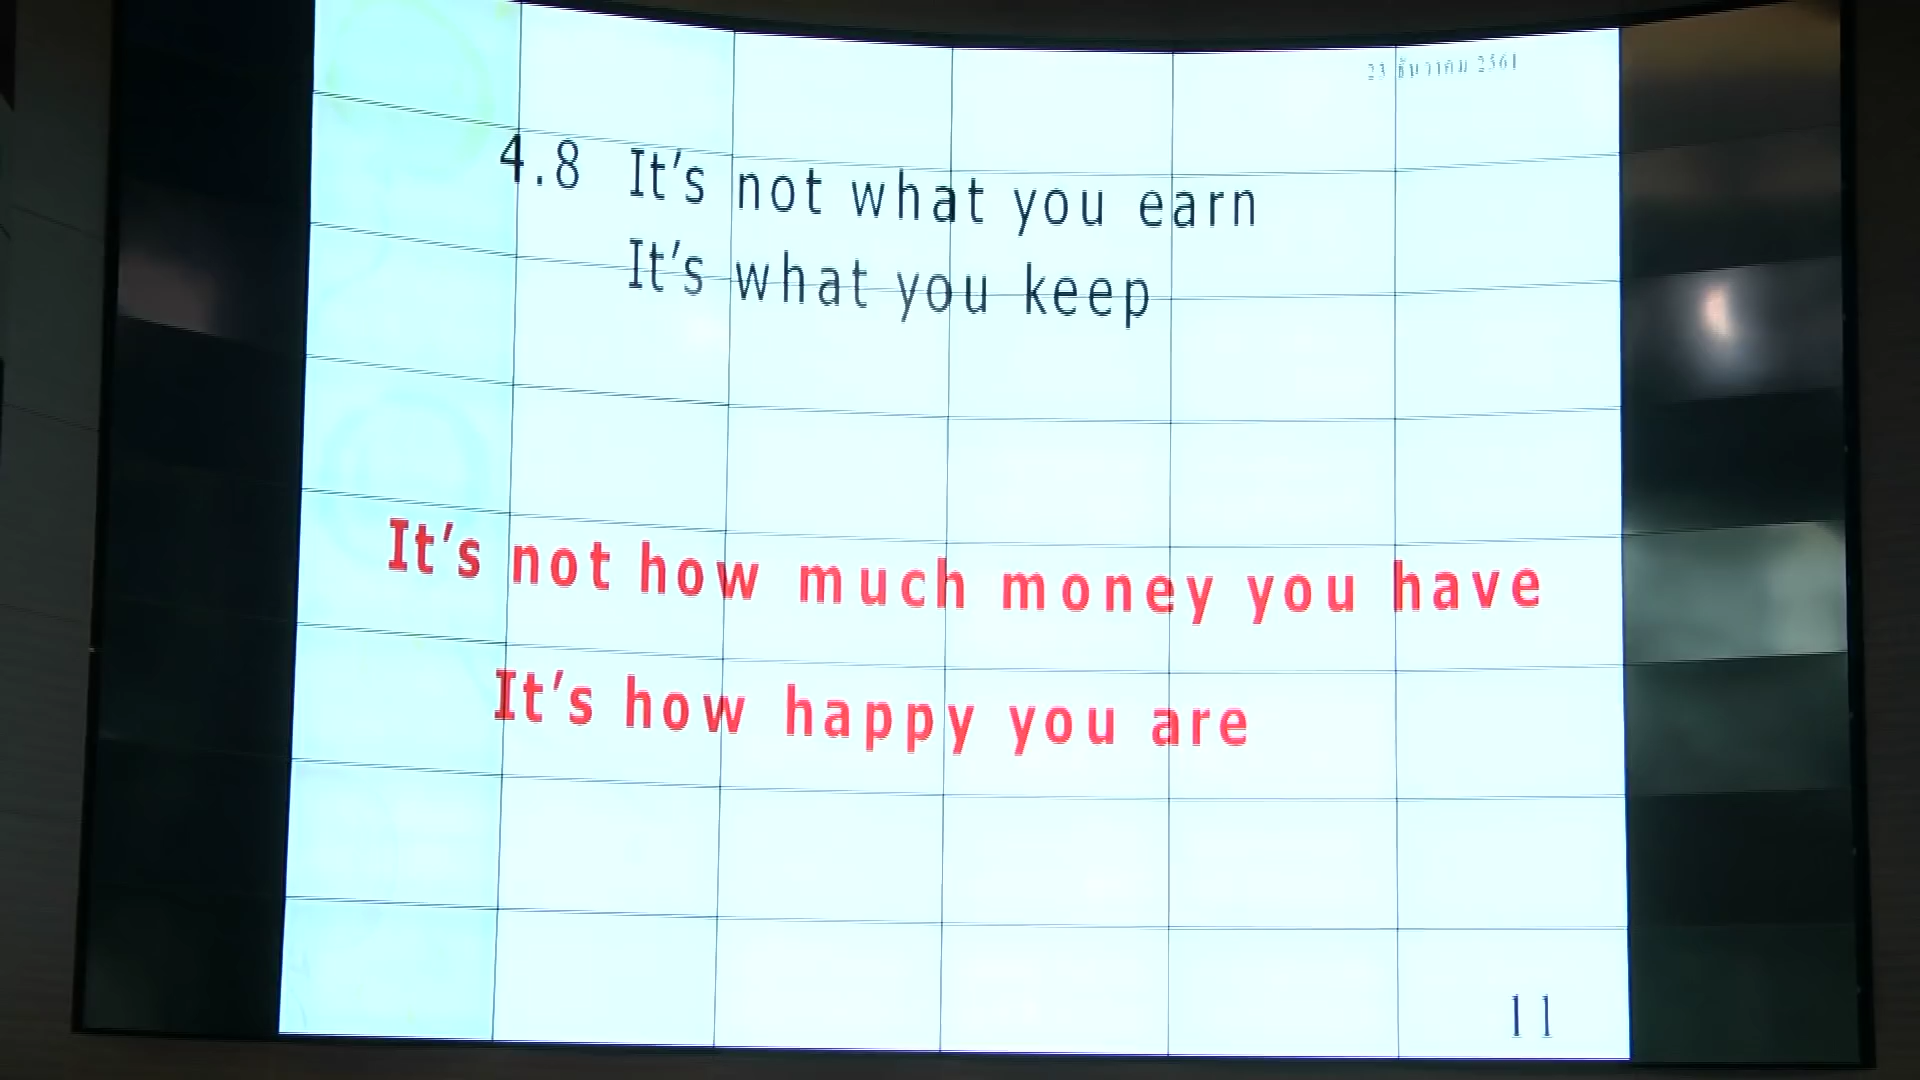 23 ธันวาคม 2561
4.8 It's not what you earn
It's what you keep
It's not how much money you have
It's how happy you are
11